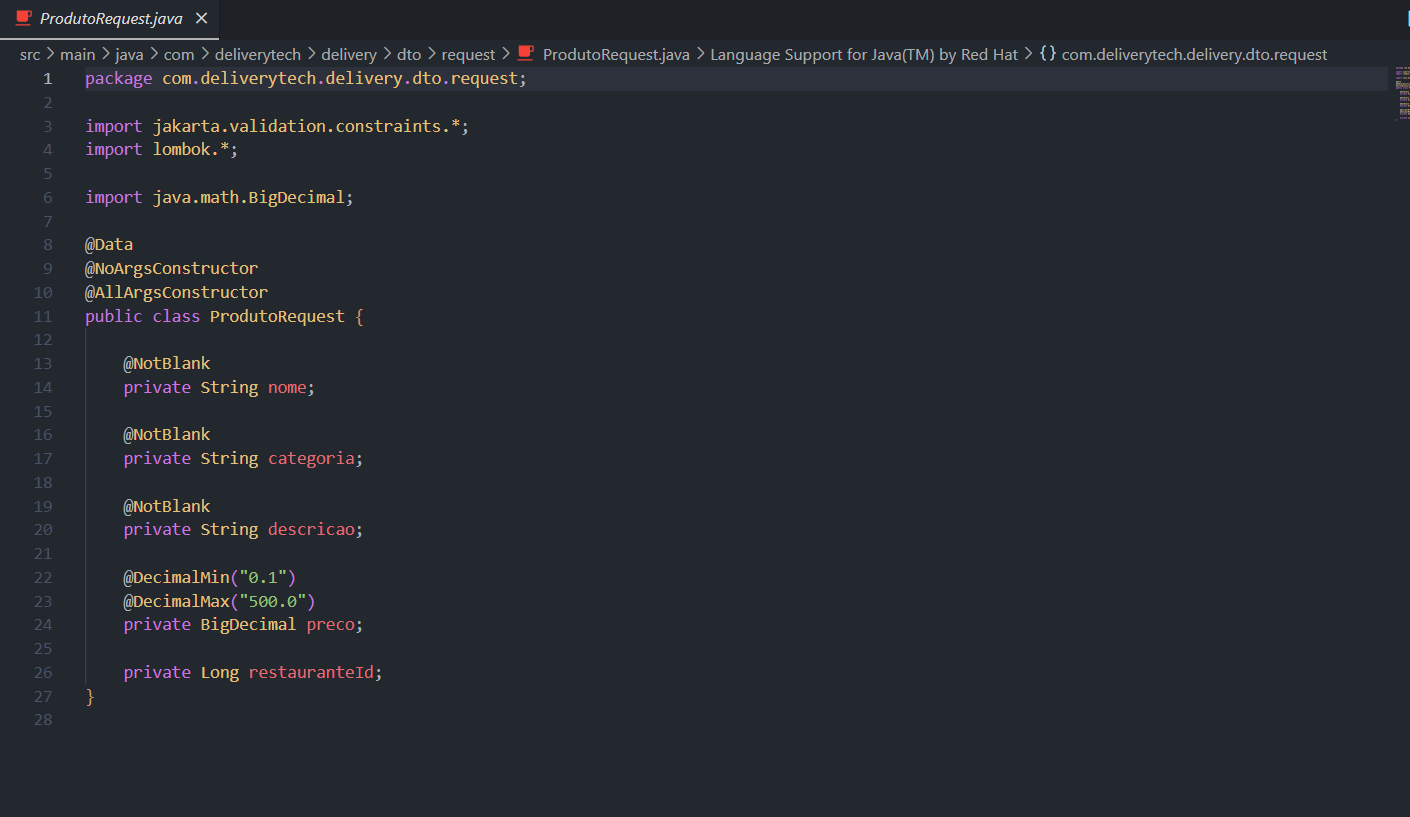 ProdutoRequest.java
src > main > java > com > deliverytech > delivery > dto > request > ProdutoRequest.java > Language Support for Java(TM) by Red Hat > {} com.deliverytech.delivery.dto.request
1 package com.deliverytech.delivery.dto.request;
2
3 import jakarta.validation.constraints.*;
4 import lombok.*;
5
6 import java.math.BigDecimal;
7
8 @Data
9 @NoArgsConstructor
10 @AllArgsConstructor
11 public class ProdutoRequest {
12
13     @NotBlank
14     private String nome;
15
16     @NotBlank
17     private String categoria;
18
19     @NotBlank
20     private String descricao;
21
22     @DecimalMin("0.1")
23     @DecimalMax("500.0")
24     private BigDecimal preco;
25
26     private Long restauranteId;
27 }
28